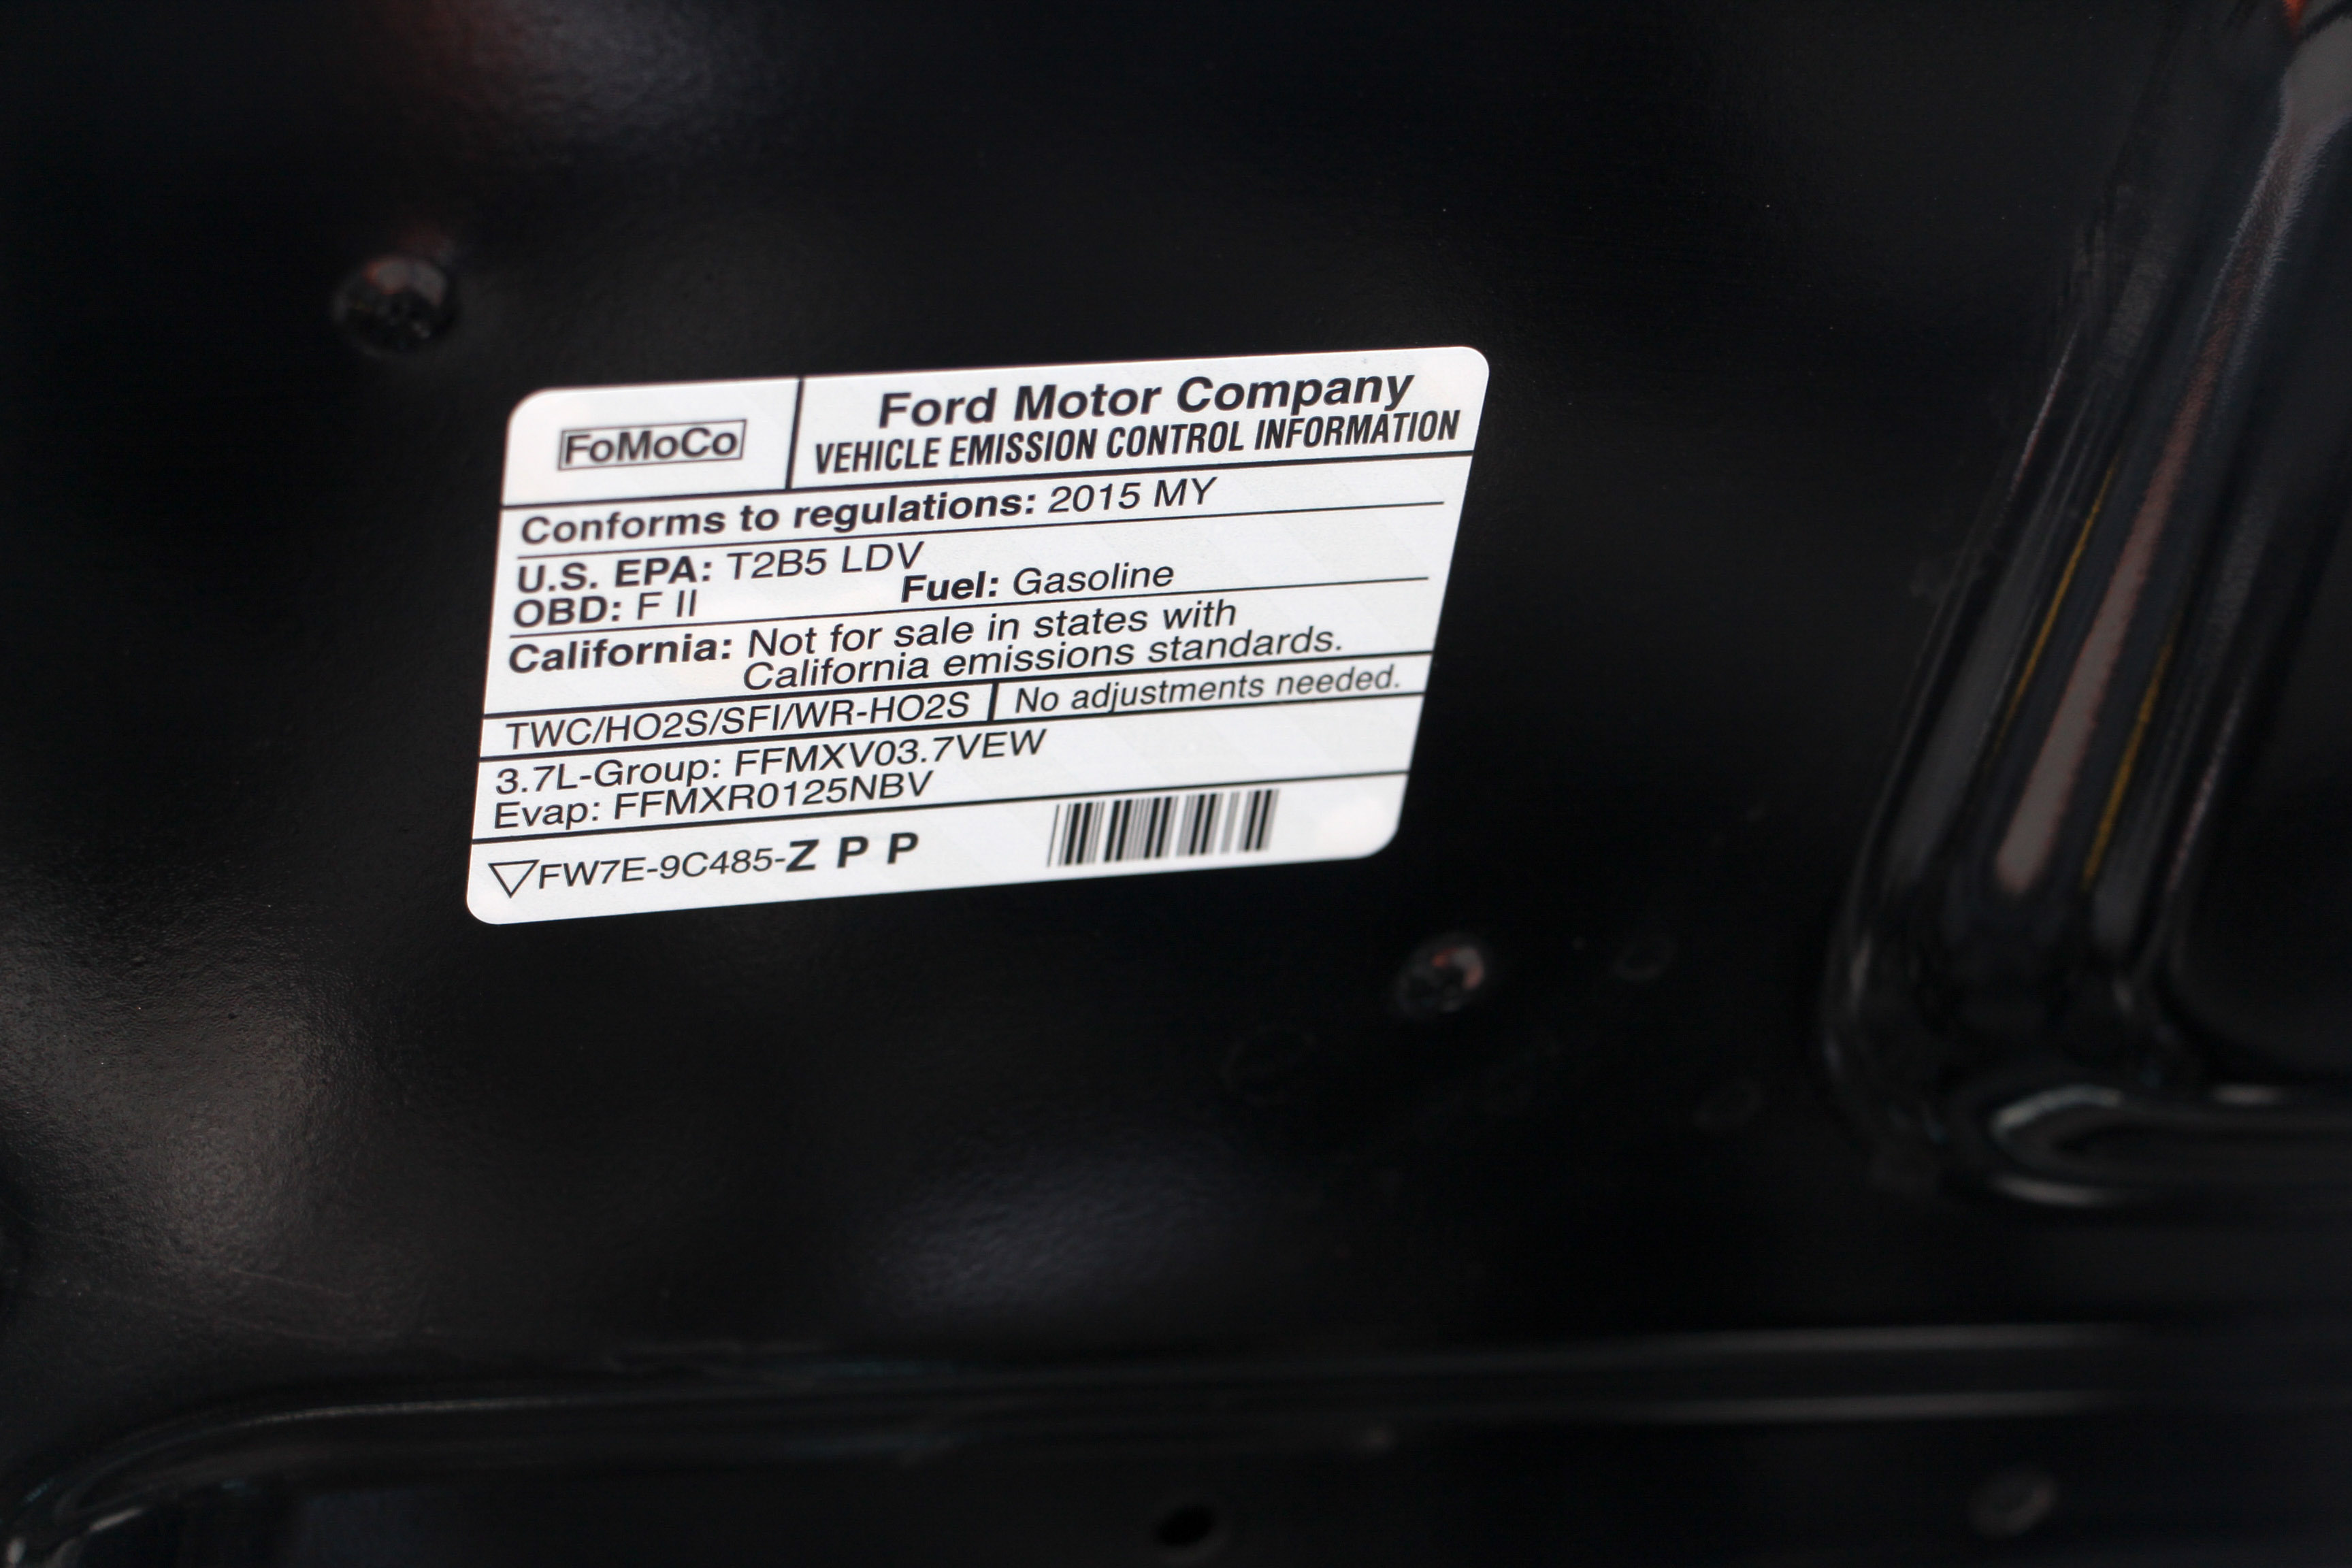 FoMoCo
Ford Motor Company
VEHICLE EMISSION CONTROL INFORMATION
Conforms to regulations: 2015 MY
U.S. EPA: T2B5 LDV
OBD: F II Fuel: Gasoline
California: Not for sale in states with
California emissions standards.
TWC/HO2S/SFI/WR-HO2S No adjustments needed.
3.7L-Group: FFMXV03.7VEW
Evap: FFMXR0125NBV
FW7E-9C485-Z P P